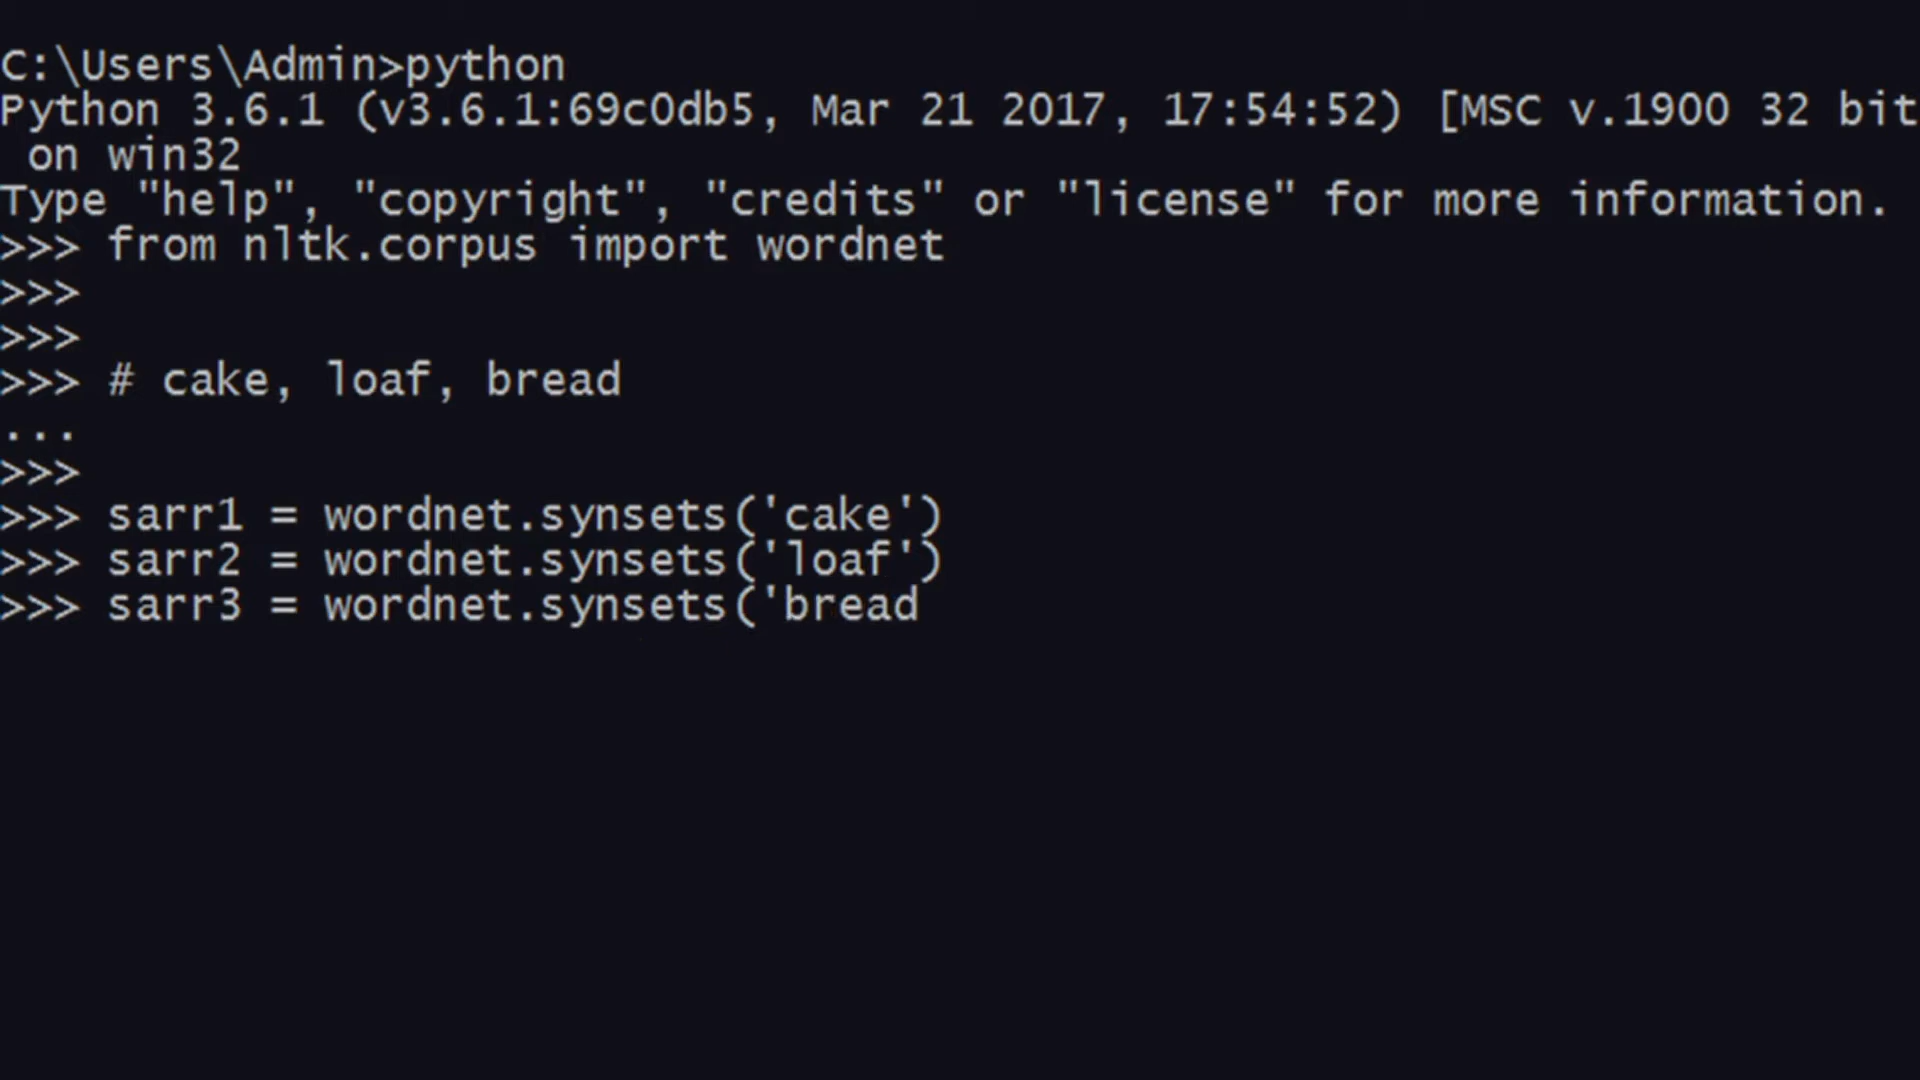 C:\Users\Admin>python
Python 3.6.1 (v3.6.1:69c0db5, Mar 21 2017, 17:54:52) [MSC v.1900 32 bit
on win32
Type "help", "copyright", "credits" or "license" for more information.
>>> from nltk.corpus import wordnet
>>>
>>>
>>> # cake, loaf, bread
...
>>>
>>> sarr1 = wordnet.synsets('cake')
>>> sarr2 = wordnet.synsets('loaf')
>>> sarr3 = wordnet.synsets('bread